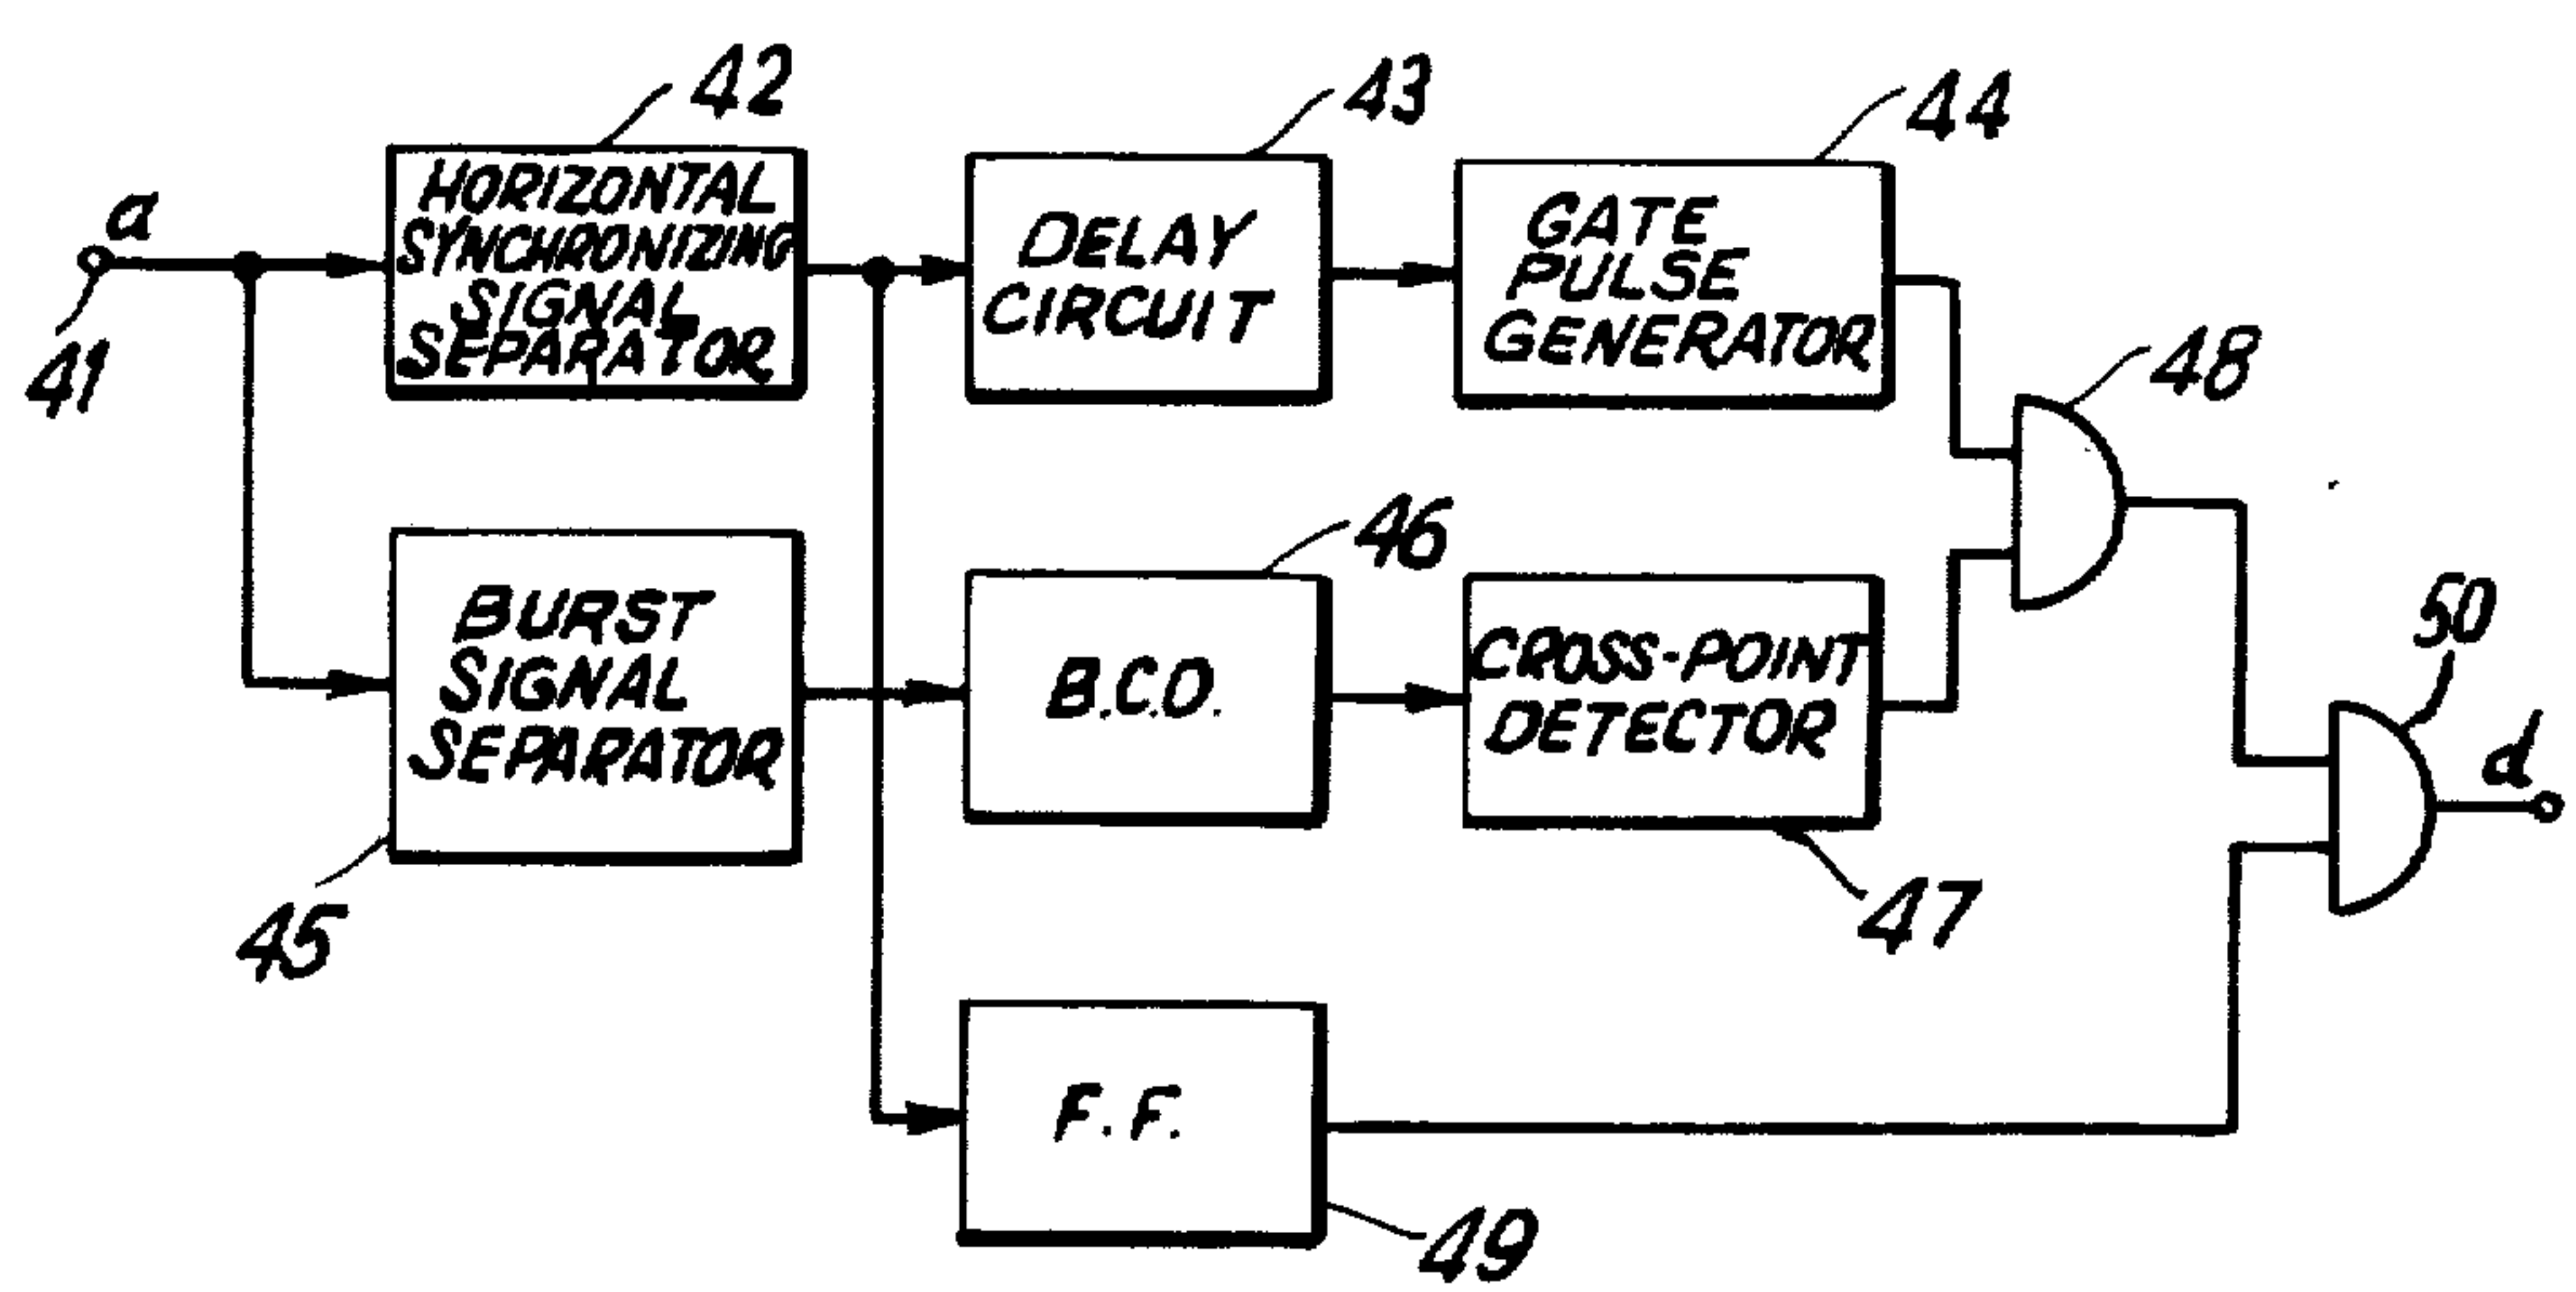 42
43
44
a
HORIZONTAL
SYNCHRONIZING
SIGNAL
SEPARATOR
DELAY
CIRCUIT
GATE
PULSE
GENERATOR
41
48
46
BURST
SIGNAL
SEPARATOR
B.C.O.
CROSS-POINT
DETECTOR
50
d
45
47
F.F.
49